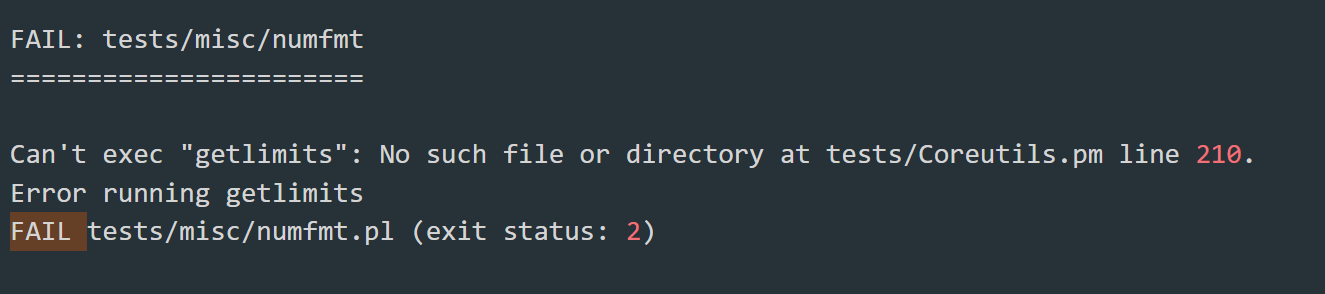 FAIL: tests/misc/numfmt
=======================
Can't exec "getlimits": No such file or directory at tests/Coreutils.pm line 210.
Error running getlimits
FAIL tests/misc/numfmt.pl (exit status: 2)